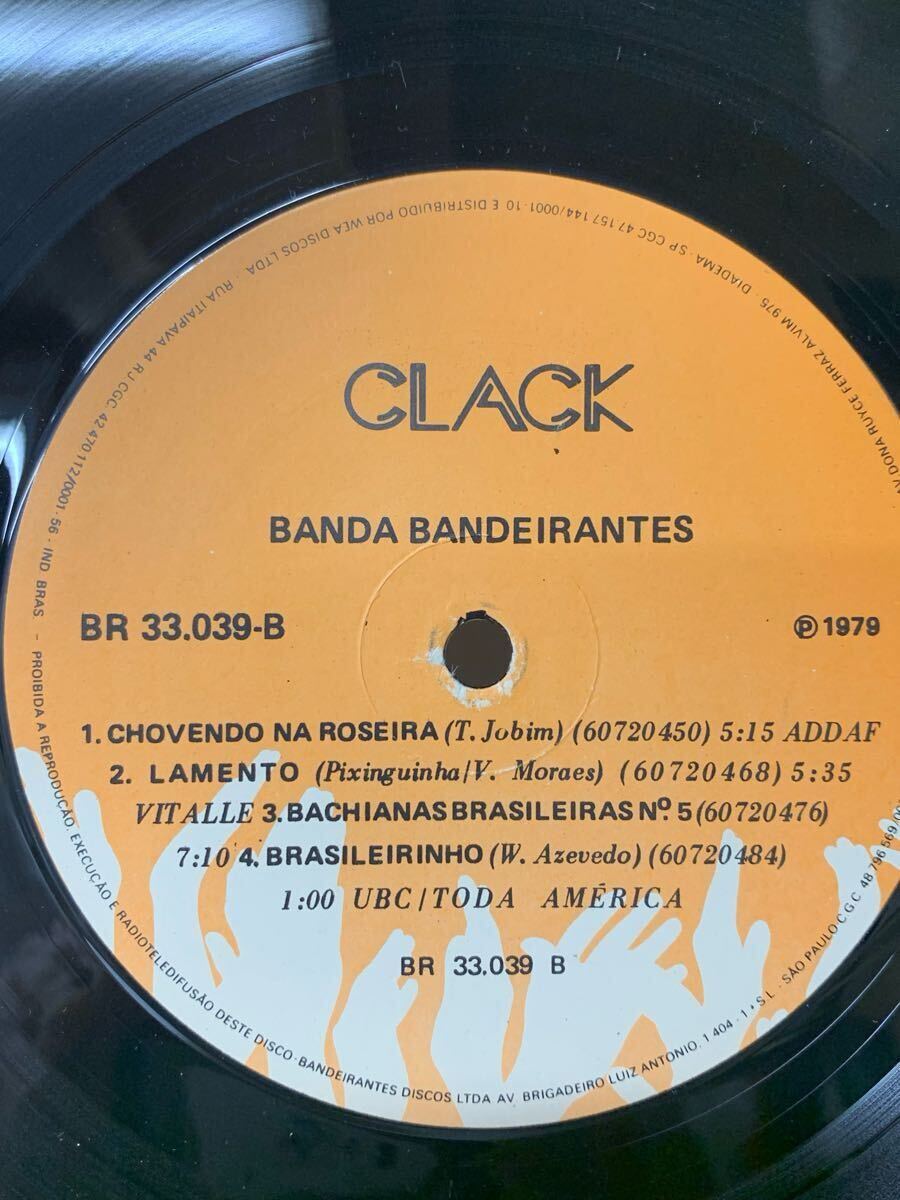 CLACK
BANDA BANDEIRANTES
BR 33.039-B
℗ 1979
1. CHOVENDO NA ROSEIRA (T. Jobim) (60720450) 5:15 ADDAF
2. LAMENTO (Pixinguinha/V. Moraes) (60720468) 5:35
VITALLE 3. BACHIANAS BRASILEIRAS Nº. 5 (60720476)
7:10 4. BRASILEIRINHO (W. Azevedo) (60720484)
1:00 UBC/TODA AMÉRICA
BR 33.039 B
PROIBIDA A REPRODUÇÃO, EXECUÇÃO E RADIOTELEDIFUSÃO DESTE DISCO · BANDEIRANTES DISCOS LTDA AV. BRIGADEIRO LUIZ ANTONIO, 1 404 - 1º S L - SÃO PAULO C.G.C 48 796 569
AV. DONA RUYCE FERRAZ ALVIM 975 · DIADEMA · SP CGC 47.157 144/0001-10 E DISTRIBUIDO POR WEA DISCOS LTDA · RUA ITAIPAVA 44 RJ CGC 42 470 112/0001-56 · IND BRAS –